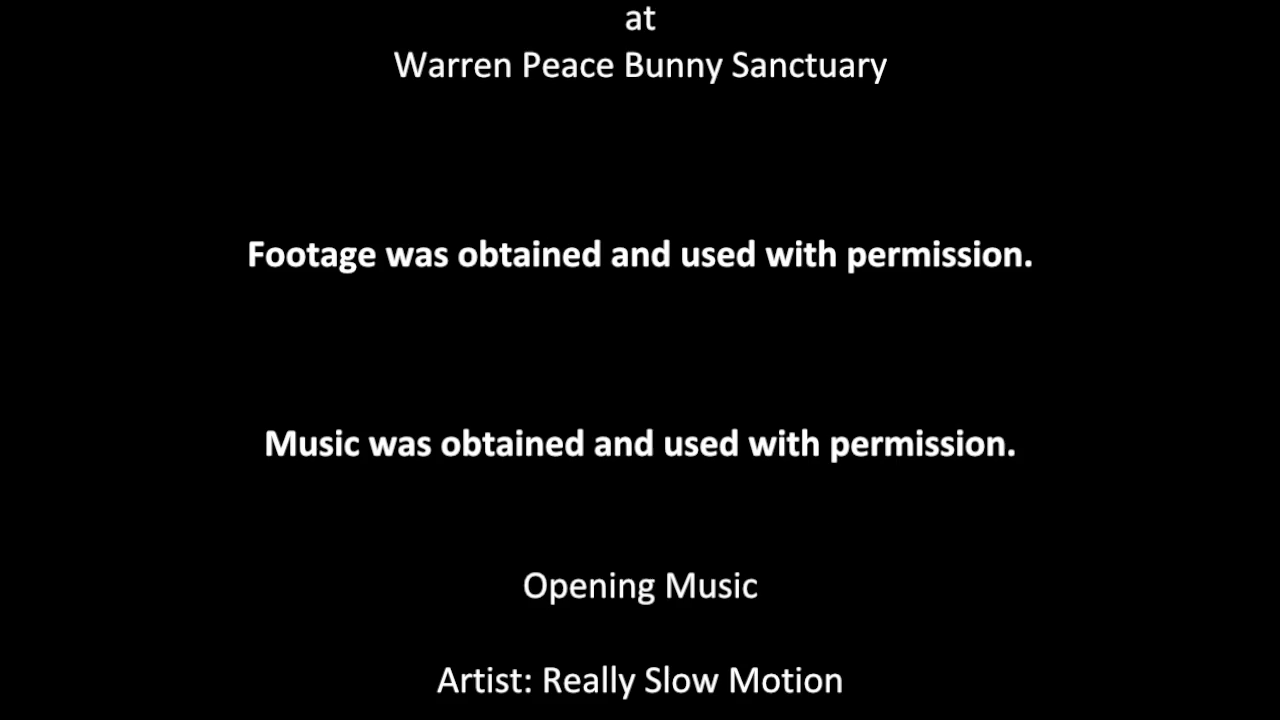 at
Warren Peace Bunny Sanctuary
Footage was obtained and used with permission.
Music was obtained and used with permission.
Opening Music
Artist: Really Slow Motion